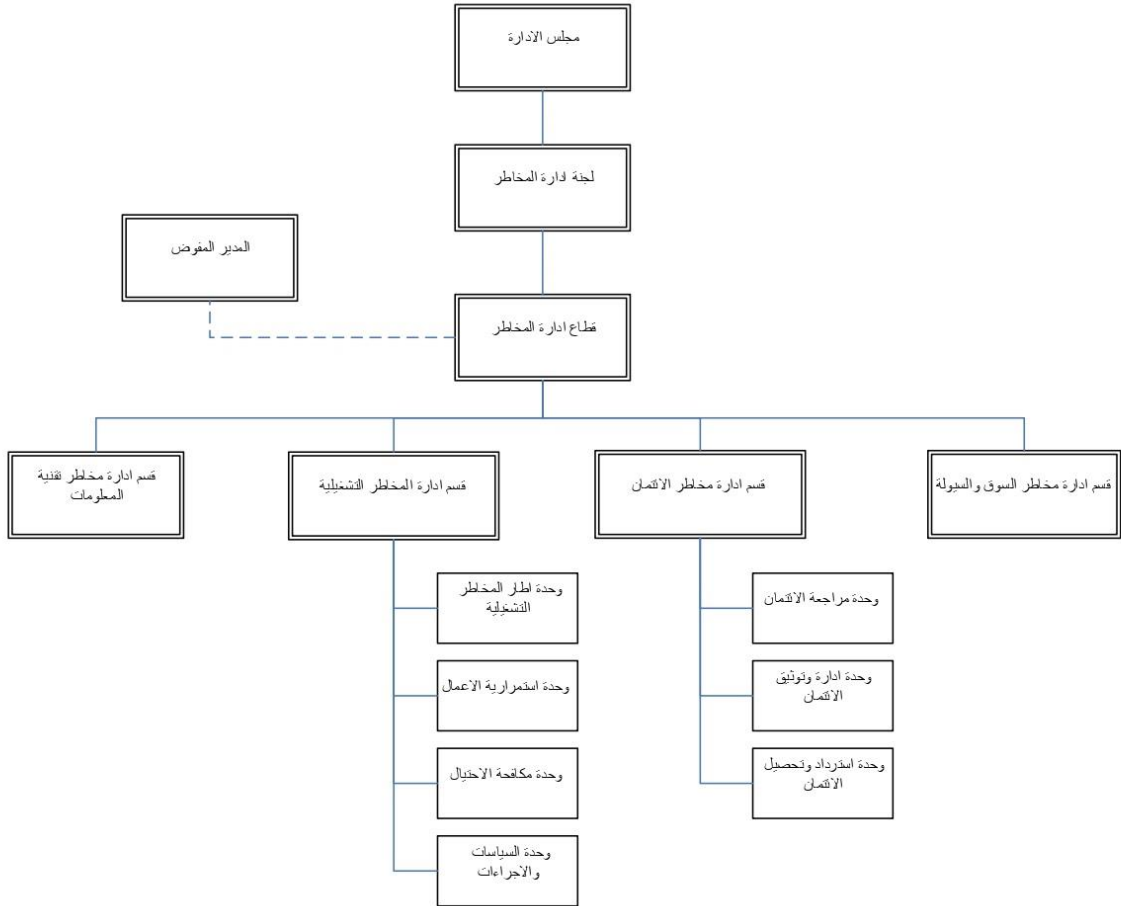 مجلس الادارة
لجنة ادارة المخاطر
المدير المفوض
قطاع ادارة المخاطر
قسم ادارة مخاطر السوق والسيولة
قسم ادارة مخاطر الائتمان
قسم ادارة المخاطر التشغيلية
قسم ادارة مخاطر تقنية
المعلومات
وحدة مراجعة الائتمان
وحدة ادارة وتوثيق
الائتمان
وحدة استرداد وتحصيل
الائتمان
وحدة اطار المخاطر
التشغيلية
وحدة استمرارية الاعمال
وحدة مكافحة الاحتيال
وحدة السياسات
والاجراءات